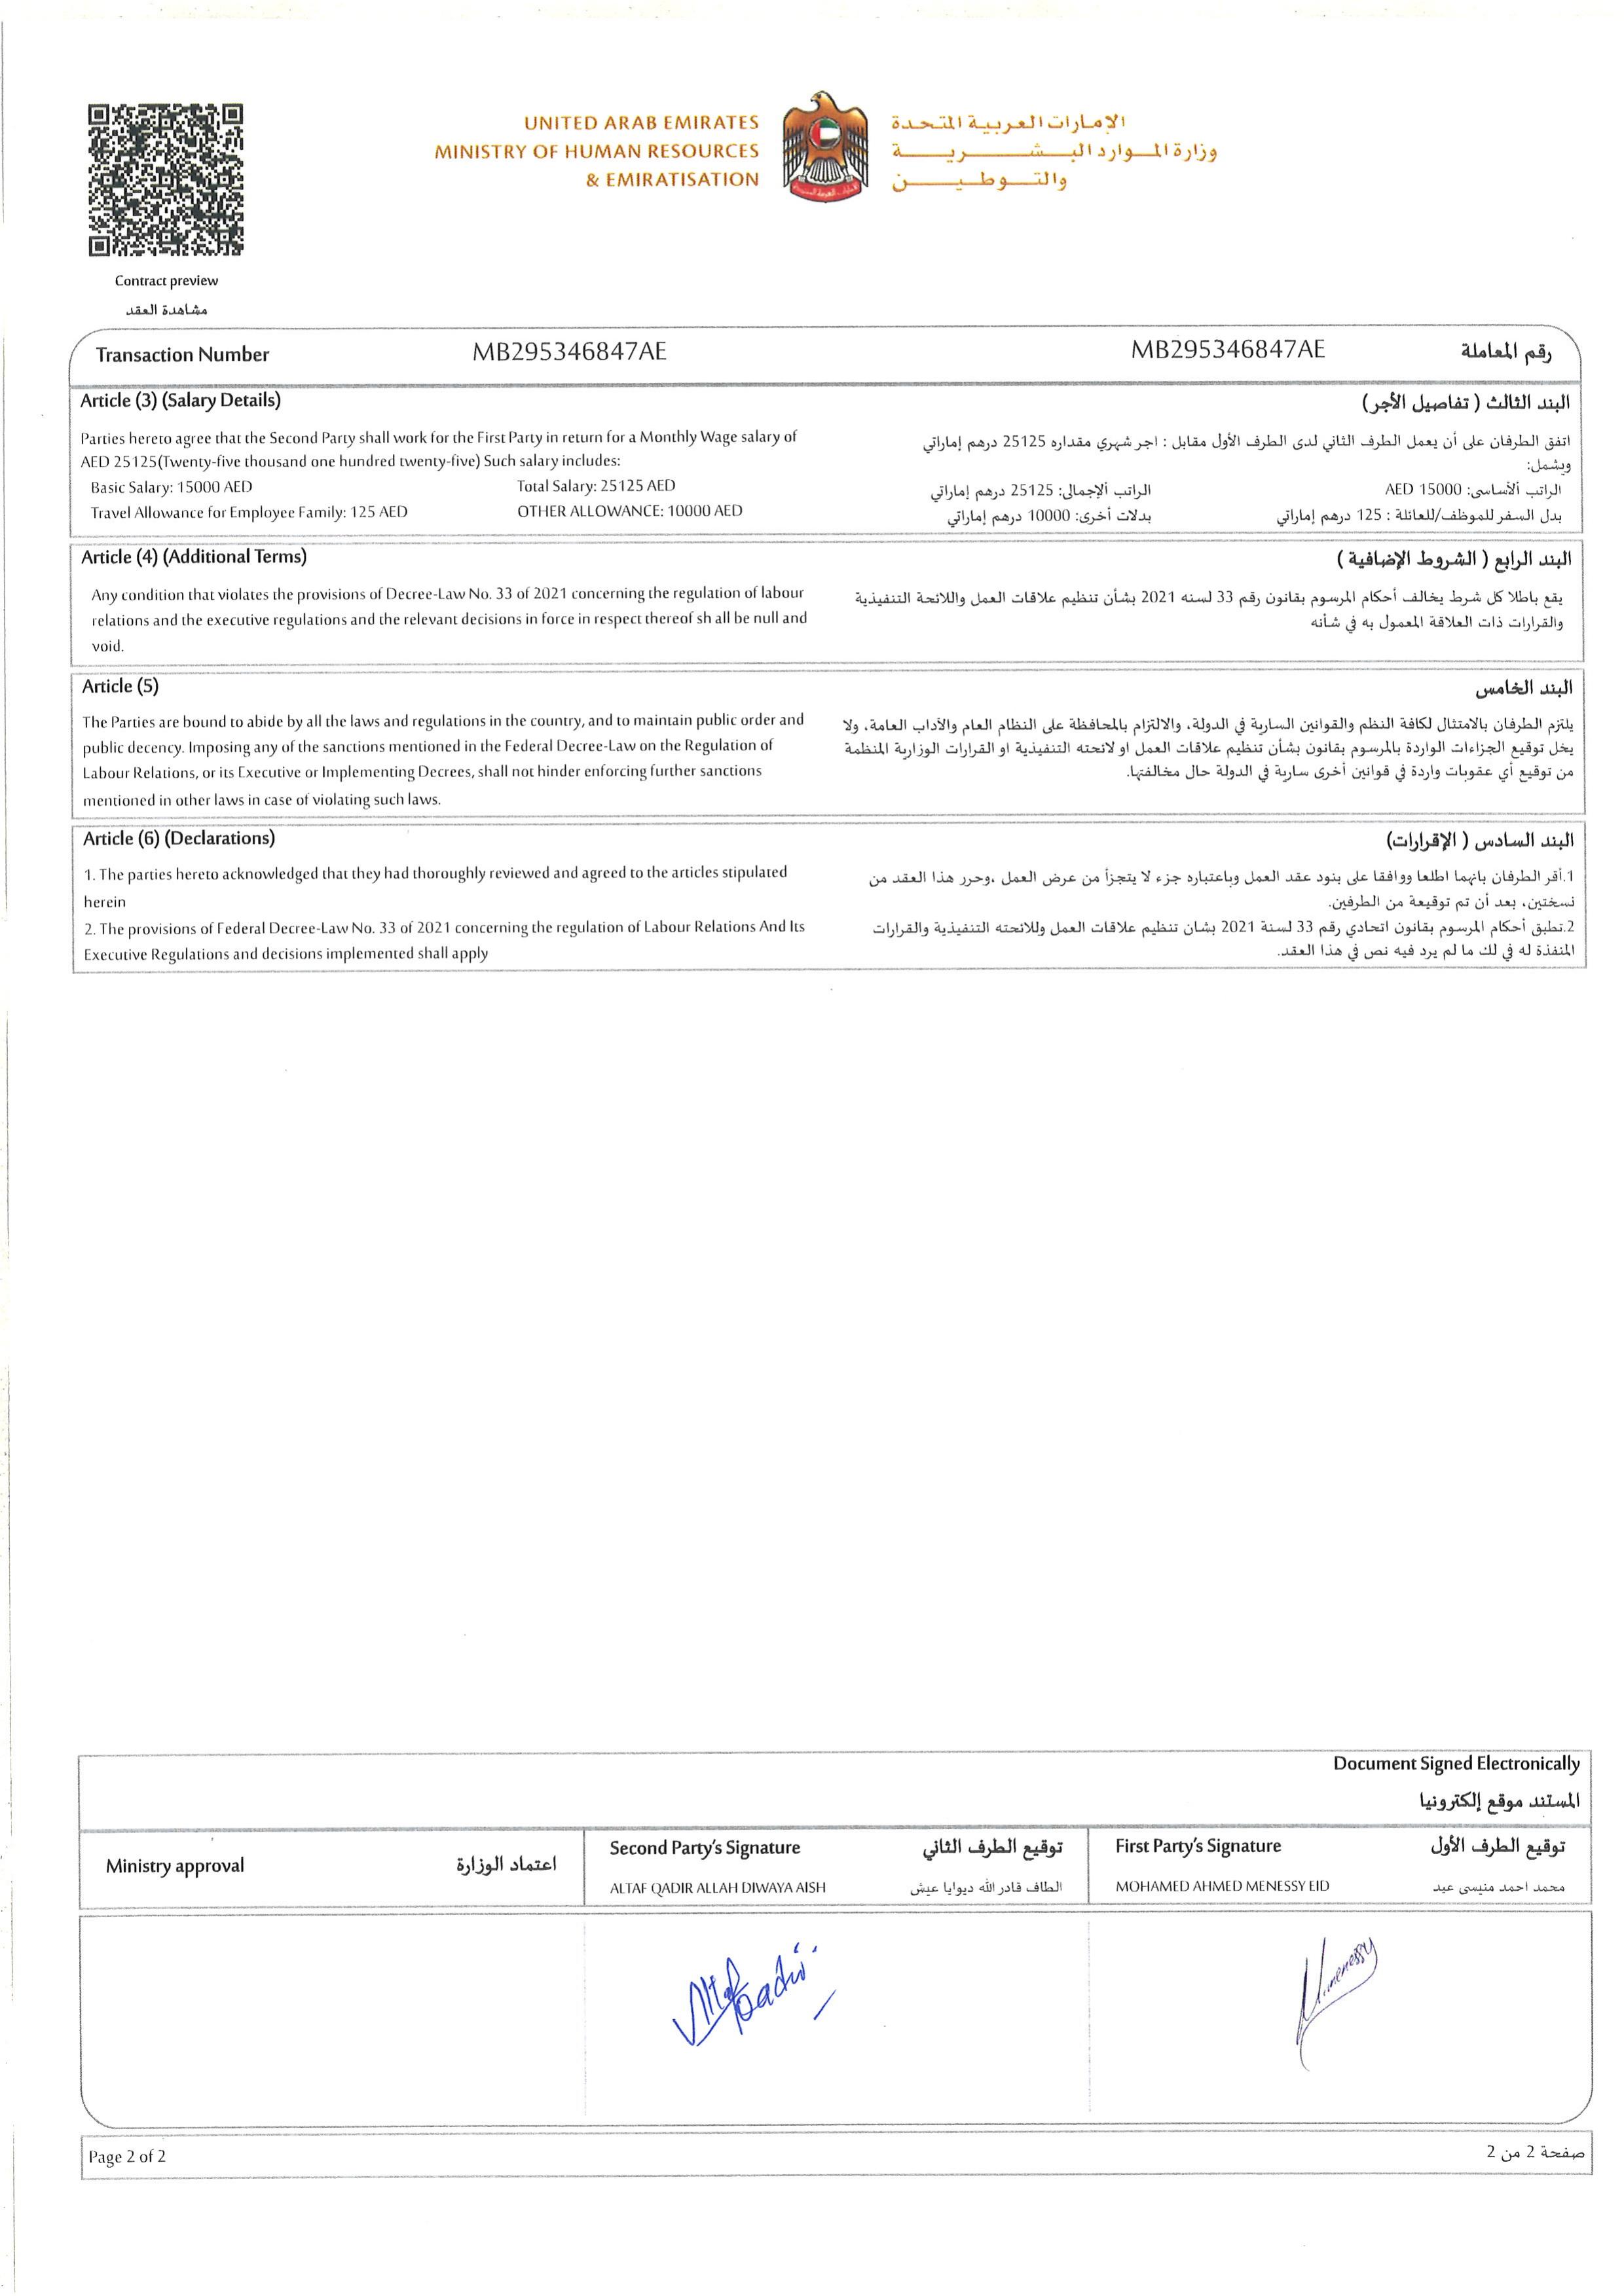 UNITED ARAB EMIRATES
MINISTRY OF HUMAN RESOURCES
& EMIRATISATION
الإمارات العربية المتحدة
وزارة الموارد البشرية
والتوطين
Contract preview
مشاهدة العقد
Transaction Number MB295346847AE
MB295346847AE رقم المعاملة
Article (3) (Salary Details)
Parties hereto agree that the Second Party shall work for the First Party in return for a Monthly Wage salary of
AED 25125(Twenty-five thousand one hundred twenty-five) Such salary includes:
Basic Salary: 15000 AED Total Salary: 25125 AED
Travel Allowance for Employee Family: 125 AED OTHER ALLOWANCE: 10000 AED
البند الثالث ( تفاصيل الأجر)
اتفق الطرفان على أن يعمل الطرف الثاني لدى الطرف الأول مقابل : اجر شهري مقداره 25125 درهم إماراتي
ويشمل:
الراتب ألأساسى: 15000 AED الراتب ألإجمالى: 25125 درهم إماراتي
بدل السفر للموظف/للعائلة : 125 درهم إماراتي بدلات أخرى: 10000 درهم إماراتي
Article (4) (Additional Terms)
Any condition that violates the provisions of Decree-Law No. 33 of 2021 concerning the regulation of labour
relations and the executive regulations and the relevant decisions in force in respect thereof sh all be null and
void.
البند الرابع ( الشروط الإضافية )
يقع باطلا كل شرط يخالف أحكام المرسوم بقانون رقم 33 لسنه 2021 بشأن تنظيم علاقات العمل واللائحة التنفيذية
والقرارات ذات العلاقة المعمول به في شأنه
Article (5)
The Parties are bound to abide by all the laws and regulations in the country, and to maintain public order and
public decency. Imposing any of the sanctions mentioned in the Federal Decree-Law on the Regulation of
Labour Relations, or its Executive or Implementing Decrees, shall not hinder enforcing further sanctions
mentioned in other laws in case of violating such laws.
البند الخامس
يلتزم الطرفان بالامتثال لكافة النظم والقوانين السارية في الدولة، والالتزام بالمحافظة على النظام العام والآداب العامة، ولا
يخل توقيع الجزاءات الواردة بالمرسوم بقانون بشأن تنظيم علاقات العمل او لانحته التنفيذية او القرارات الوزارية المنظمة
من توقيع أي عقوبات واردة في قوانين أخرى سارية في الدولة حال مخالفتها.
Article (6) (Declarations)
1. The parties hereto acknowledged that they had thoroughly reviewed and agreed to the articles stipulated
herein
2. The provisions of Federal Decree-Law No. 33 of 2021 concerning the regulation of Labour Relations And Its
Executive Regulations and decisions implemented shall apply
البند السادس ( الإقرارات)
1.أقر الطرفان بانهما اطلعا ووافقا على بنود عقد العمل وباعتباره جزء لا يتجزأ من عرض العمل ،وحرر هذا العقد من
نسختين، بعد أن تم توقيعة من الطرفين.
2.تطبق أحكام المرسوم بقانون اتحادي رقم 33 لسنة 2021 بشان تنظيم علاقات العمل وللانحته التنفيذية والقرارات
المنفذة له في لك ما لم يرد فيه نص في هذا العقد.
Document Signed Electronically
المستند موقع إلكترونيا
Ministry approval اعتماد الوزارة
Second Party's Signature توقيع الطرف الثاني
ALTAF QADIR ALLAH DIWAYA AISH الطاف قادر الله ديوايا عيش
First Party's Signature توقيع الطرف الأول
MOHAMED AHMED MENESSY EID محمد احمد منيسى عيد
Page 2 of 2
صفحة 2 من 2